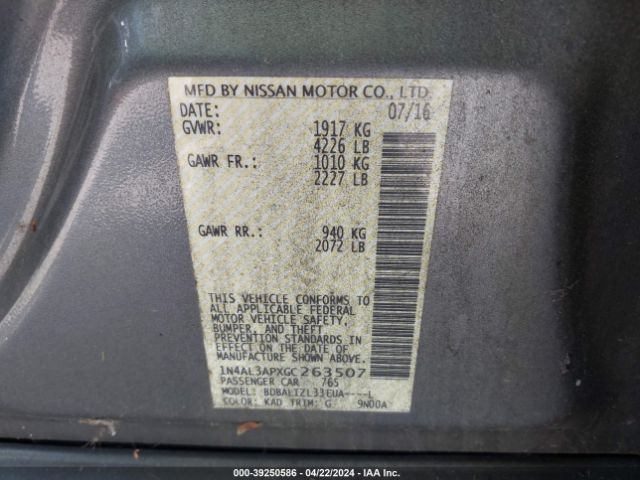 MFD BY NISSAN MOTOR CO., LTD.
DATE: 07/16
GVWR: 1917 KG
4226 LB
GAWR FR.: 1010 KG
2227 LB
GAWR RR.: 940 KG
2072 LB
THIS VEHICLE CONFORMS TO
ALL APPLICABLE FEDERAL
MOTOR VEHICLE SAFETY,
BUMPER, AND THEFT
PREVENTION STANDARDS
IN EFFECT ON THE DATE OF
MANUFACTURE SHOWN ABOVE.
1N4AL3APXGC263507
PASSENGER CAR 765
MODEL:
COLOR: KAD TRIM: G 9N00A
000-39250586 - 04/22/2024 - IAA Inc.